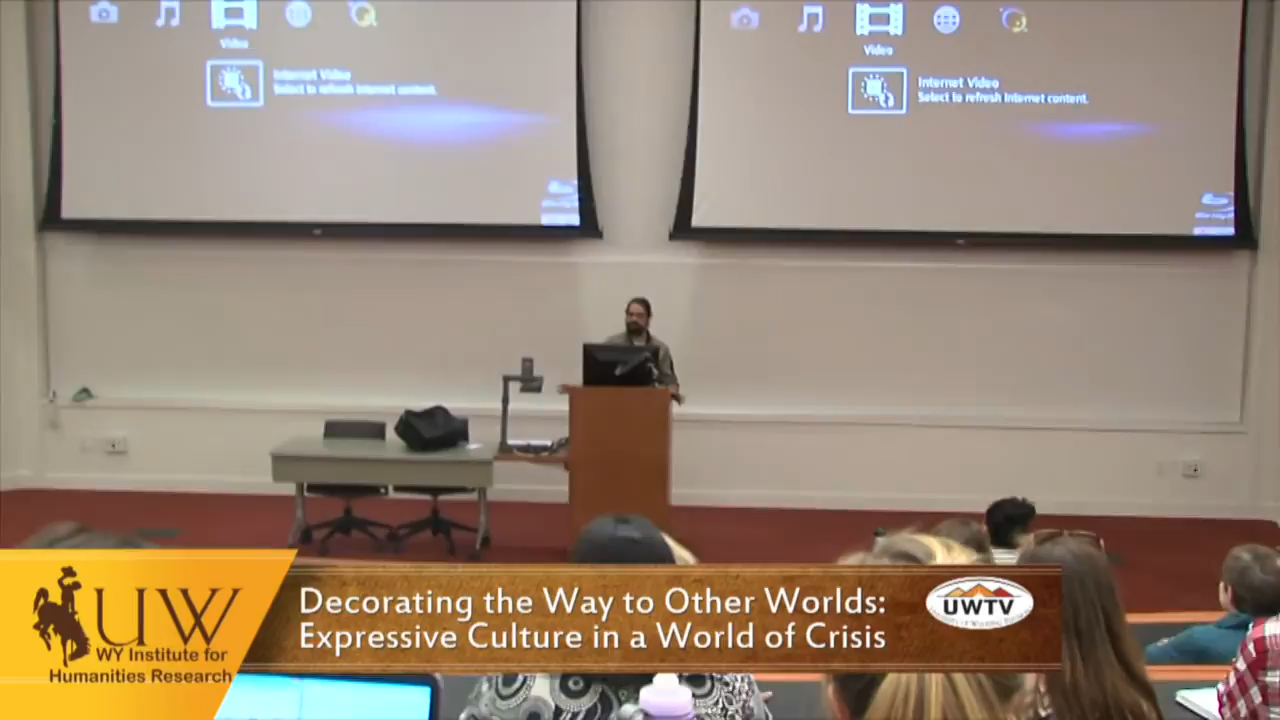 Video
Internet Video
Select to refresh Internet content.
Video
Internet Video
Select to refresh Internet content.
UW
WY Institute for
Humanities Research
Decorating the Way to Other Worlds:
Expressive Culture in a World of Crisis
UWTV